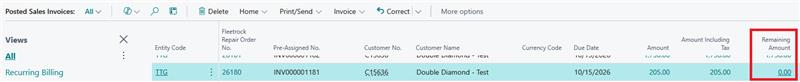 Posted Sales Invoices: All Delete Home Print/Send Invoice Correct More options
Views
All
Recurring Billing
Entity Code Fleetrock Repair Order No. Pre-Assigned No. Customer No. Customer Name Currency Code Due Date Amount Amount Including Tax Remaining Amount
TTG 26180 INV000001181 C15636 Double Diamond - Test 10/15/2026 205.00 205.00 0.00